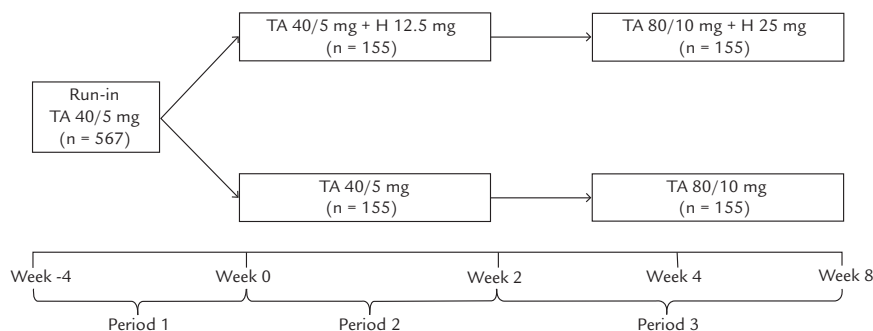 TA 40/5 mg + H 12.5 mg
(n = 155)
TA 80/10 mg + H 25 mg
(n = 155)
Run-in
TA 40/5 mg
(n = 567)
TA 40/5 mg
(n = 155)
TA 80/10 mg
(n = 155)
Week -4
Week 0
Week 2
Week 4
Week 8
Period 1
Period 2
Period 3